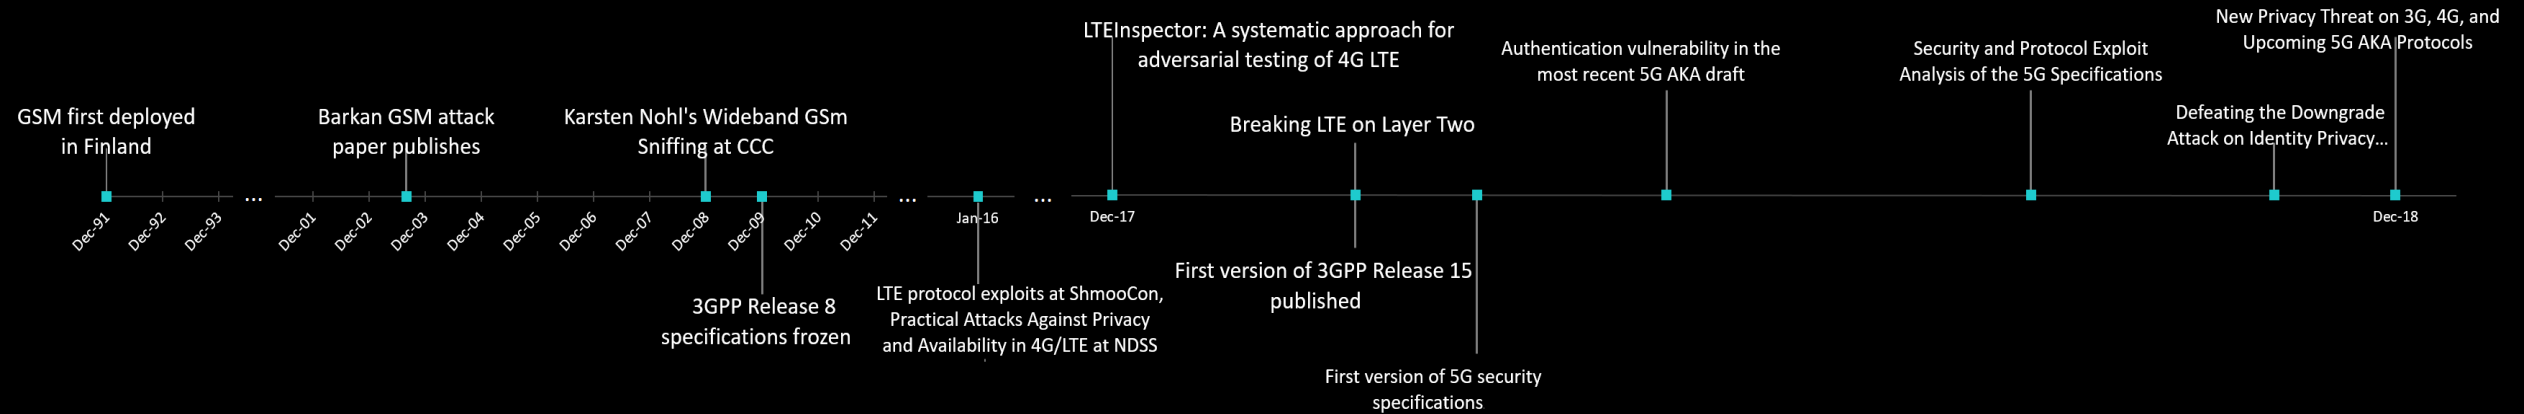 GSM first deployed
in Finland
Barkan GSM attack
paper publishes
Karsten Nohl's Wideband GSm
Sniffing at CCC
LTEInspector: A systematic approach for
adversarial testing of 4G LTE
Breaking LTE on Layer Two
Authentication vulnerability in the
most recent 5G AKA draft
Security and Protocol Exploit
Analysis of the 5G Specifications
Defeating the Downgrade
Attack on Identity Privacy...
New Privacy Threat on 3G, 4G, and
Upcoming 5G AKA Protocols
...
...
...
Dec-91
Dec-92
Dec-93
Dec-01
Dec-02
Dec-03
Dec-04
Dec-05
Dec-06
Dec-07
Dec-08
Dec-09
Dec-10
Dec-11
Jan-16
Dec-17
Dec-18
3GPP Release 8
specifications frozen
LTE protocol exploits at ShmooCon,
Practical Attacks Against Privacy
and Availability in 4G/LTE at NDSS
First version of 3GPP Release 15
published
First version of 5G security
specifications